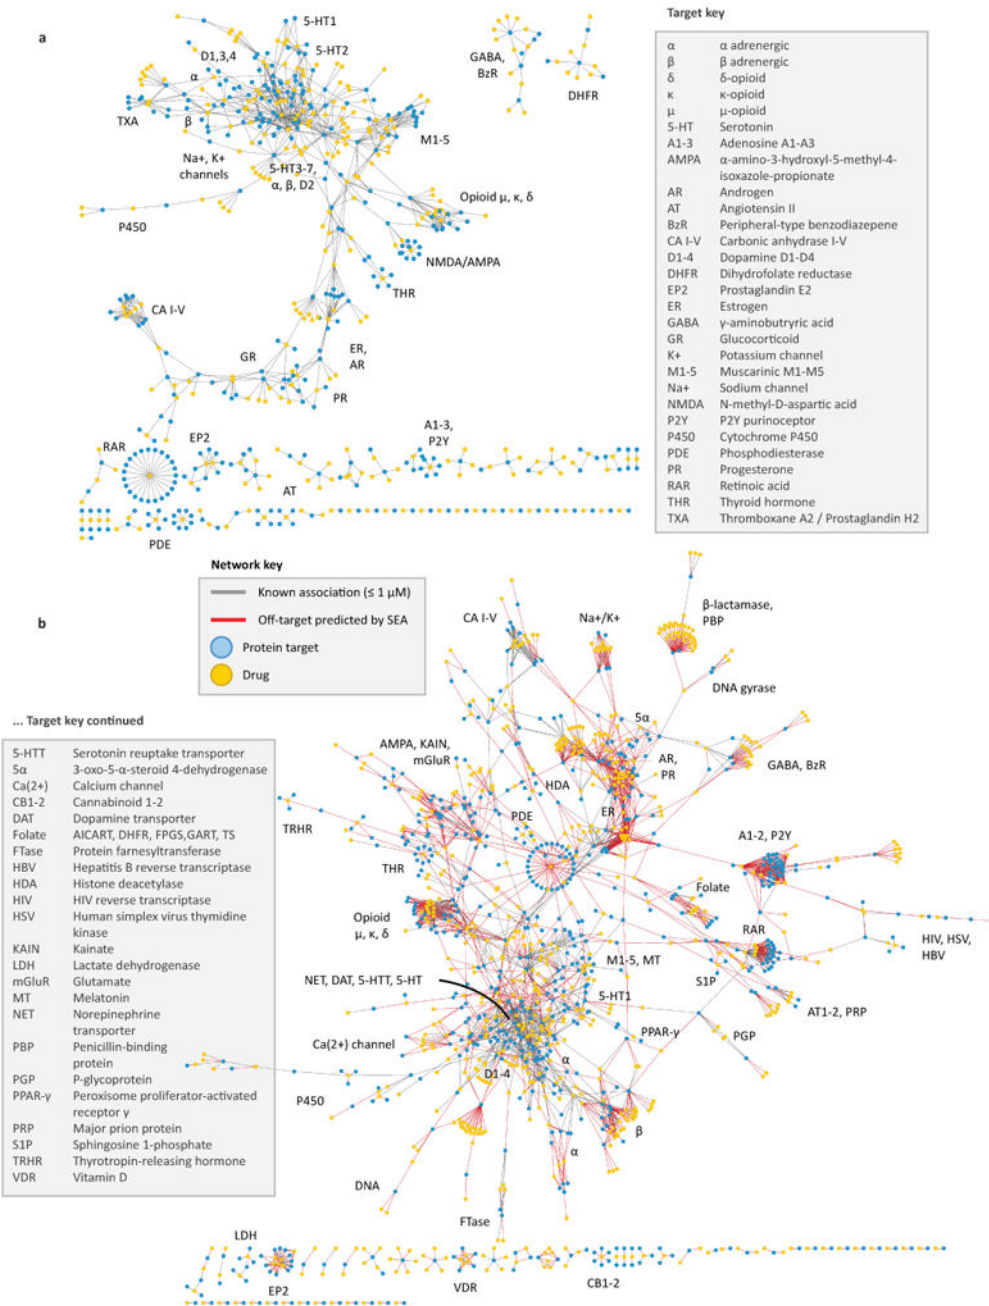 a
5-HT1
5-HT2
D1,3,4
α
TXA
β
Na+, K+
channels
5-HT3-7,
α, β, D2
M1-5
P450
Opioid μ, κ, δ
NMDA/AMPA
THR
CA I-V
GR
ER,
AR
PR
GABA,
BzR
DHFR
RAR
EP2
AT
A1-3,
P2Y
PDE
Target key
α α adrenergic
β β adrenergic
δ δ-opioid
κ κ-opioid
μ μ-opioid
5-HT Serotonin
A1-3 Adenosine A1-A3
AMPA α-amino-3-hydroxyl-5-methyl-4-
isoxazole-propionate
AR Androgen
AT Angiotensin II
BzR Peripheral-type benzodiazepene
CA I-V Carbonic anhydrase I-V
D1-4 Dopamine D1-D4
DHFR Dihydrofolate reductase
EP2 Prostaglandin E2
ER Estrogen
GABA γ-aminobutryric acid
GR Glucocorticoid
K+ Potassium channel
M1-5 Muscarinic M1-M5
Na+ Sodium channel
NMDA N-methyl-D-aspartic acid
P2Y P2Y purinoceptor
P450 Cytochrome P450
PDE Phosphodiesterase
PR Progesterone
RAR Retinoic acid
THR Thyroid hormone
TXA Thromboxane A2 / Prostaglandin H2
Network key
Known association (≤ 1 μM)
Off-target predicted by SEA
Protein target
Drug
b
... Target key continued
5-HTT Serotonin reuptake transporter
5α 3-oxo-5-α-steroid 4-dehydrogenase
Ca(2+) Calcium channel
CB1-2 Cannabinoid 1-2
DAT Dopamine transporter
Folate AICART, DHFR, FPGS,GART, TS
FTase Protein farnesyltransferase
HBV Hepatitis B reverse transcriptase
HDA Histone deacetylase
HIV HIV reverse transcriptase
HSV Human simplex virus thymidine
kinase
KAIN Kainate
LDH Lactate dehydrogenase
mGluR Glutamate
MT Melatonin
NET Norepinephrine
transporter
PBP Penicillin-binding
protein
PGP P-glycoprotein
PPAR-γ Peroxisome proliferator-activated
receptor γ
PRP Major prion protein
S1P Sphingosine 1-phosphate
TRHR Thyrotropin-releasing hormone
VDR Vitamin D
CA I-V
Na+/K+
β-lactamase,
PBP
DNA gyrase
5α
AMPA, KAIN,
mGluR
HDA
AR,
PR
GABA, BzR
TRHR
PDE
ER
A1-2, P2Y
THR
Folate
Opioid
μ, κ, δ
RAR
HIV, HSV,
HBV
M1-5, MT
NET, DAT, 5-HTT, 5-HT
S1P
5-HT1
AT1-2, PRP
PPAR-γ
PGP
Ca(2+) channel
α
D1-4
P450
β
α
DNA
FTase
LDH
EP2
VDR
CB1-2